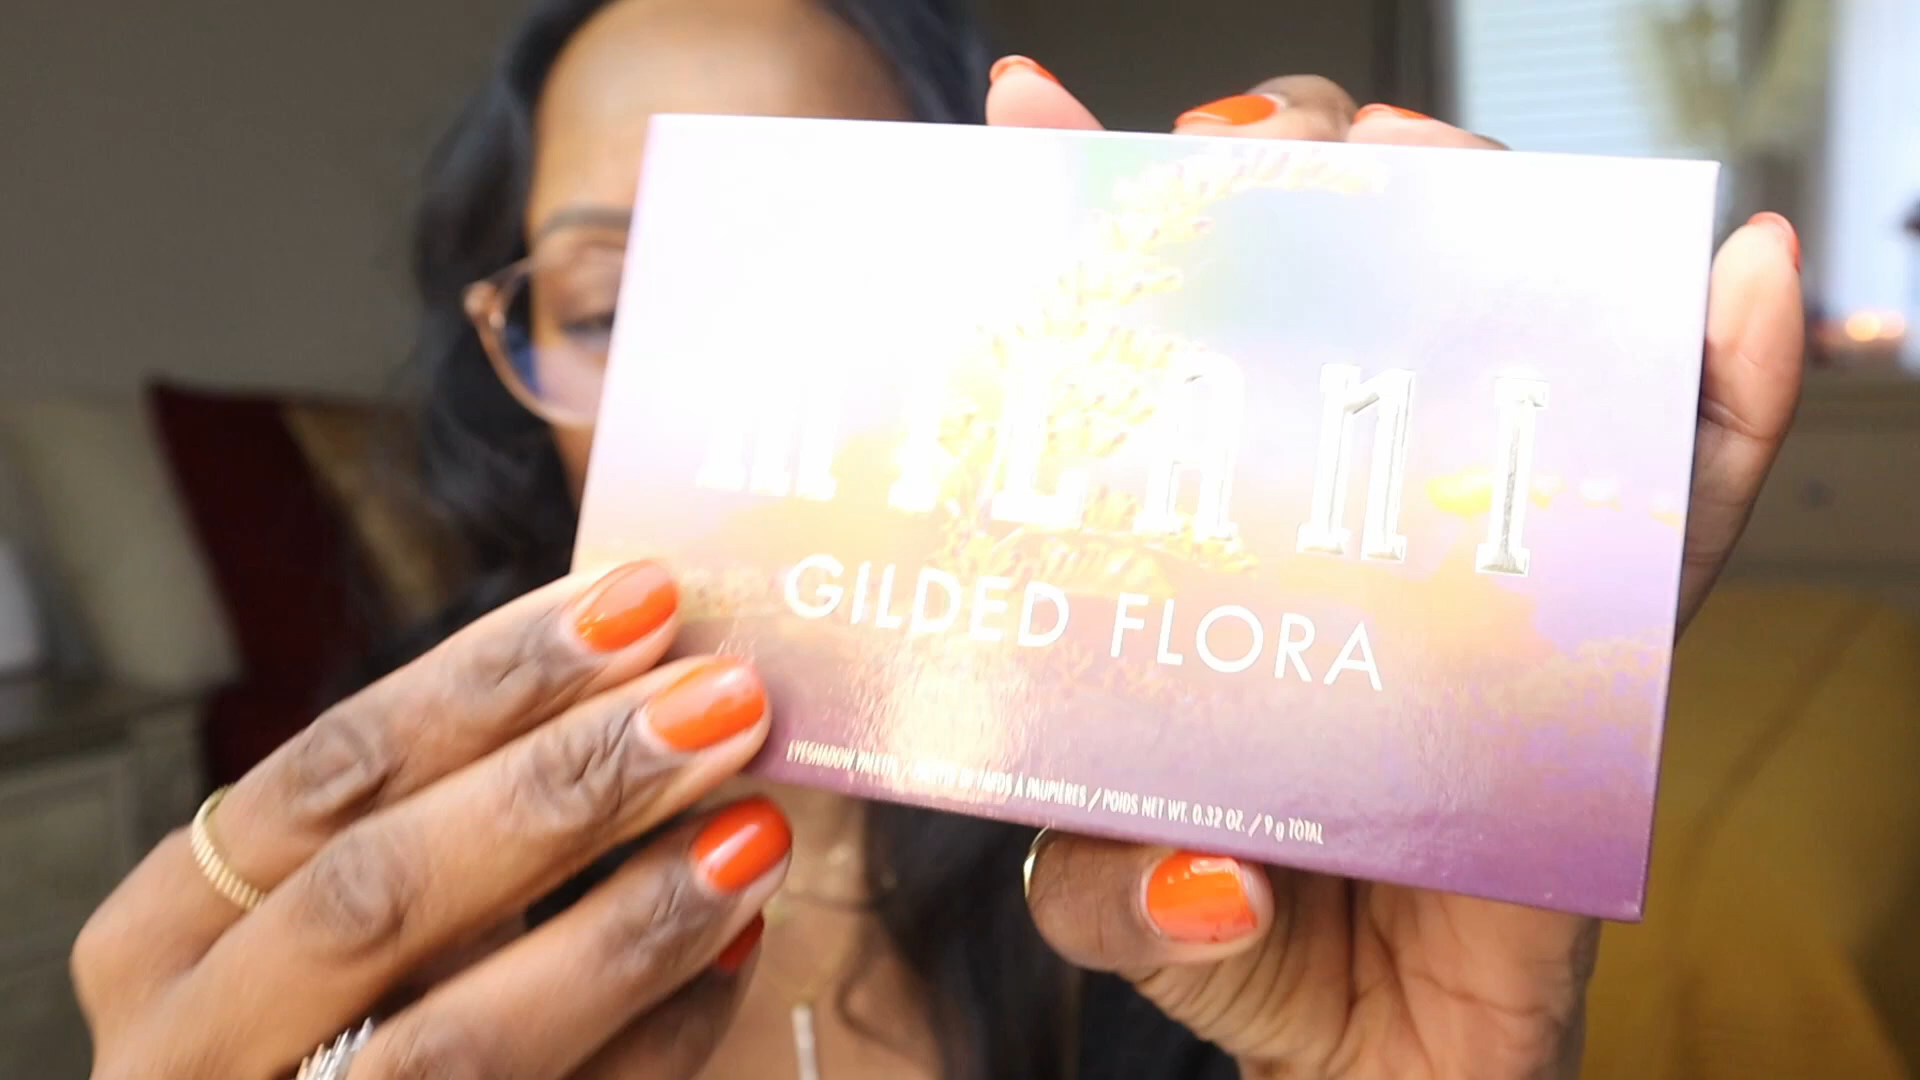 MILANI
GILDED FLORA
EYESHADOW PALETTE / PALETTE DE FARDS À PAUPIÈRES / POIDS NET WT. 0.32 OZ. / 9 g TOTAL